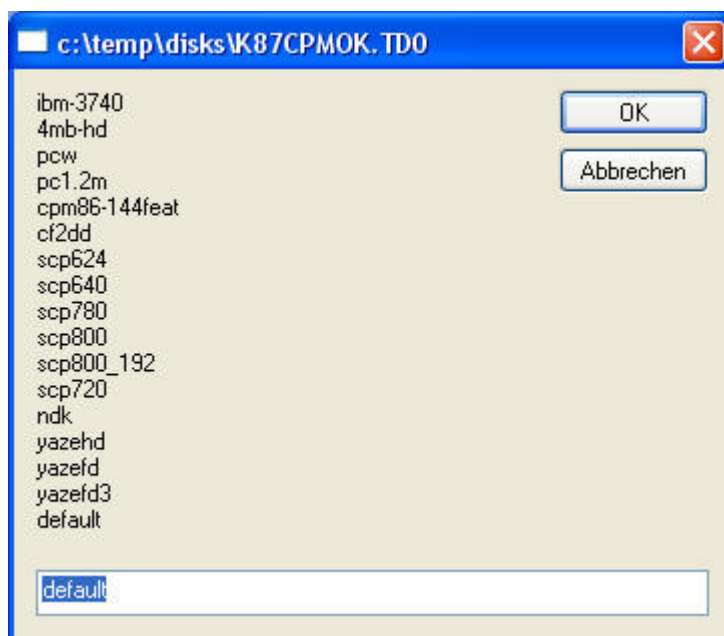 c:\temp\disks\K87CPMOK.TD0
ibm-3740
4mb-hd
pcw
pc1.2m
cpm86-144feat
cf2dd
scp624
scp640
scp780
scp800
scp800_192
scp720
ndk
yazehd
yazefd
yazefd3
default
OK
Abbrechen
default